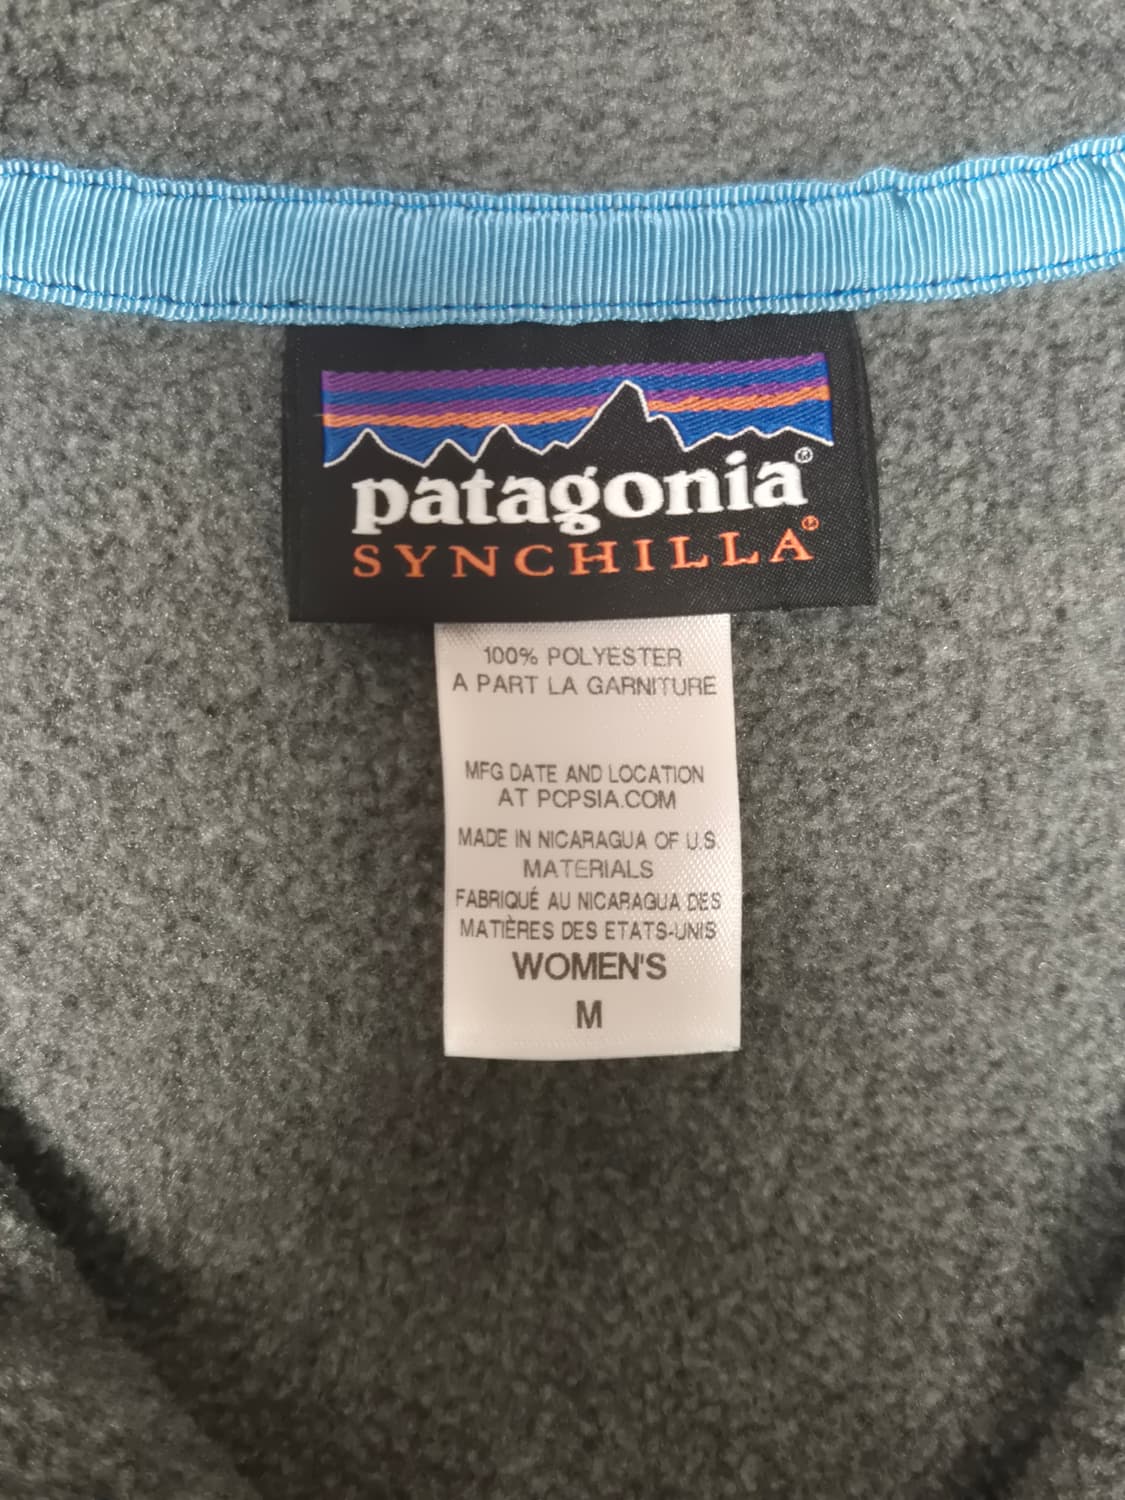 patagonia®
SYNCHILLA®
100% POLYESTER
A PART LA GARNITURE
MFG DATE AND LOCATION
AT PCPSIA.COM
MADE IN NICARAGUA OF U.S.
MATERIALS
FABRIQUÉ AU NICARAGUA DES
MATIÈRES DES ETATS-UNIS
WOMEN'S
M